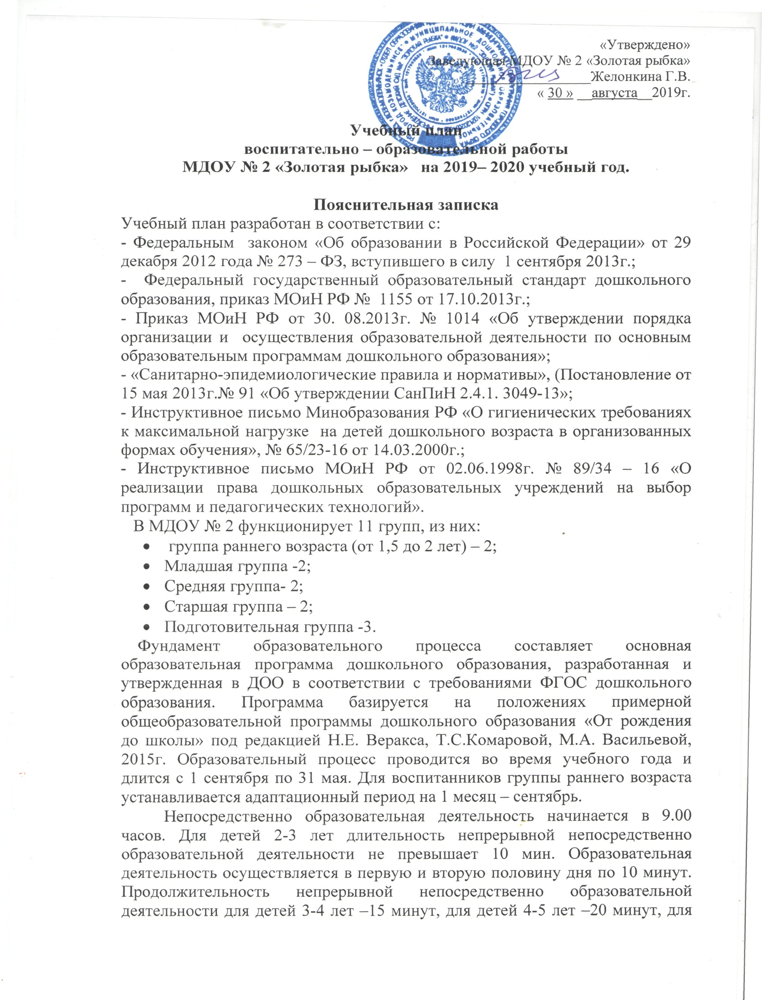 «Утверждено»
Заведующая МДОУ № 2 «Золотая рыбка»
Желонкина Г.В.
« 30 » __августа__2019г.
Учебный план
воспитательно – образовательной работы
МДОУ № 2 «Золотая рыбка» на 2019– 2020 учебный год.
Пояснительная записка
Учебный план разработан в соответствии с:
- Федеральным законом «Об образовании в Российской Федерации» от 29
декабря 2012 года № 273 – ФЗ, вступившего в силу 1 сентября 2013г.;
- Федеральный государственный образовательный стандарт дошкольного
образования, приказ МОиН РФ № 1155 от 17.10.2013г.;
- Приказ МОиН РФ от 30. 08.2013г. № 1014 «Об утверждении порядка
организации и осуществления образовательной деятельности по основным
образовательным программам дошкольного образования»;
- «Санитарно-эпидемиологические правила и нормативы», (Постановление от
15 мая 2013г.№ 91 «Об утверждении СанПиН 2.4.1. 3049-13»;
- Инструктивное письмо Минобразования РФ «О гигиенических требованиях
к максимальной нагрузке на детей дошкольного возраста в организованных
формах обучения», № 65/23-16 от 14.03.2000г.;
- Инструктивное письмо МОиН РФ от 02.06.1998г. № 89/34 – 16 «О
реализации права дошкольных образовательных учреждений на выбор
программ и педагогических технологий».
В МДОУ № 2 функционирует 11 групп, из них:
• группа раннего возраста (от 1,5 до 2 лет) – 2;
• Младшая группа -2;
• Средняя группа- 2;
• Старшая группа – 2;
• Подготовительная группа -3.
Фундамент образовательного процесса составляет основная
образовательная программа дошкольного образования, разработанная и
утвержденная в ДОО в соответствии с требованиями ФГОС дошкольного
образования. Программа базируется на положениях примерной
общеобразовательной программы дошкольного образования «От рождения
до школы» под редакцией Н.Е. Веракса, Т.С.Комаровой, М.А. Васильевой,
2015г. Образовательный процесс проводится во время учебного года и
длится с 1 сентября по 31 мая. Для воспитанников группы раннего возраста
устанавливается адаптационный период на 1 месяц – сентябрь.
Непосредственно образовательная деятельность начинается в 9.00
часов. Для детей 2-3 лет длительность непрерывной непосредственно
образовательной деятельности не превышает 10 мин. Образовательная
деятельность осуществляется в первую и вторую половину дня по 10 минут.
Продолжительность непрерывной непосредственно образовательной
деятельности для детей 3-4 лет –15 минут, для детей 4-5 лет –20 минут, для